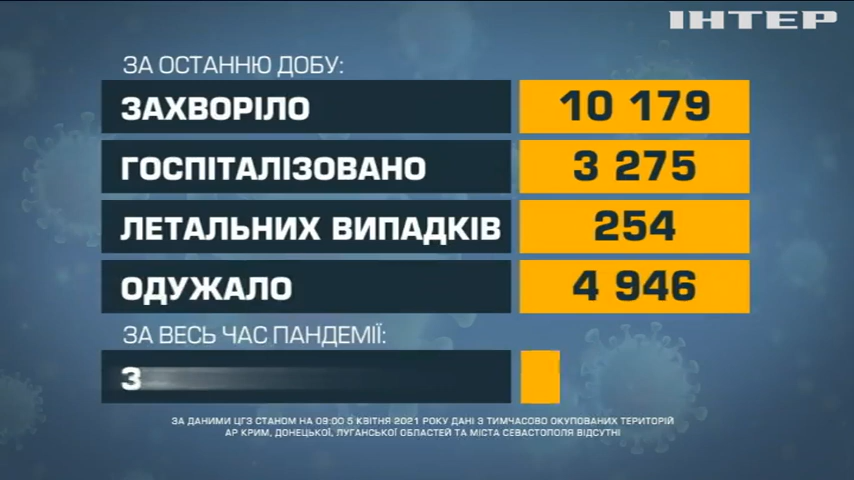 ІНТЕР
ЗА ОСТАННЮ ДОБУ:
ЗАХВОРІЛО 10 179
ГОСПІТАЛІЗОВАНО 3 275
ЛЕТАЛЬНИХ ВИПАДКІВ 254
ОДУЖАЛО 4 946
ЗА ВЕСЬ ЧАС ПАНДЕМІЇ:
З
ЗА ДАНИМИ ЦГЗ СТАНОМ НА 09:00 5 КВІТНЯ 2021 РОКУ ДАНІ З ТИМЧАСОВО ОКУПОВАНИХ ТЕРИТОРІЙ
АР КРИМ, ДОНЕЦЬКОЇ, ЛУГАНСЬКОЇ ОБЛАСТЕЙ ТА МІСТА СЕВАСТОПОЛЯ ВІДСУТНІ